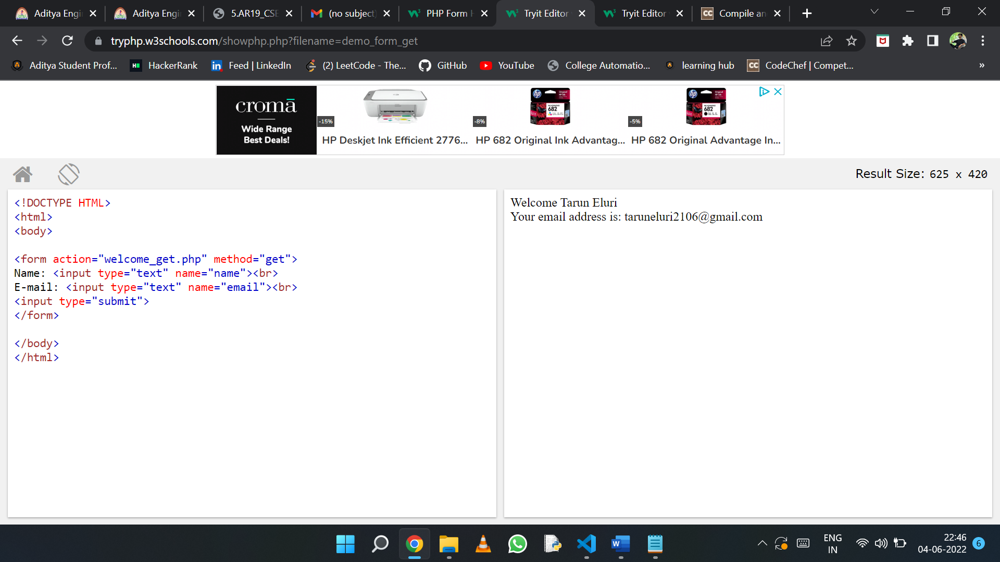 Aditya Engi
Aditya Engi
5.AR19_CSE
(no subject)
PHP Form
Tryit Editor
Tryit Editor
Compile an
tryphp.w3schools.com/showphp.php?filename=demo_form_get
Aditya Student Prof...
HackerRank
Feed | LinkedIn
(2) LeetCode - The...
GitHub
YouTube
College Automatio...
learning hub
CC
CodeChef | Compet...
»
cromā
Wide Range
Best Deals!
-15%
HP Deskjet Ink Efficient 2776...
-8%
682
HP 682 Original Ink Advantag...
-5%
682
HP 682 Original Advantage In...
Result Size: 625 x 420
<!DOCTYPE HTML>
<html>
<body>
<form action="welcome_get.php" method="get">
Name: <input type="text" name="name"><br>
E-mail: <input type="text" name="email"><br>
<input type="submit">
</form>
</body>
</html>
Welcome Tarun Eluri
Your email address is: taruneluri2106@gmail.com
ENG
IN
22:46
04-06-2022
6